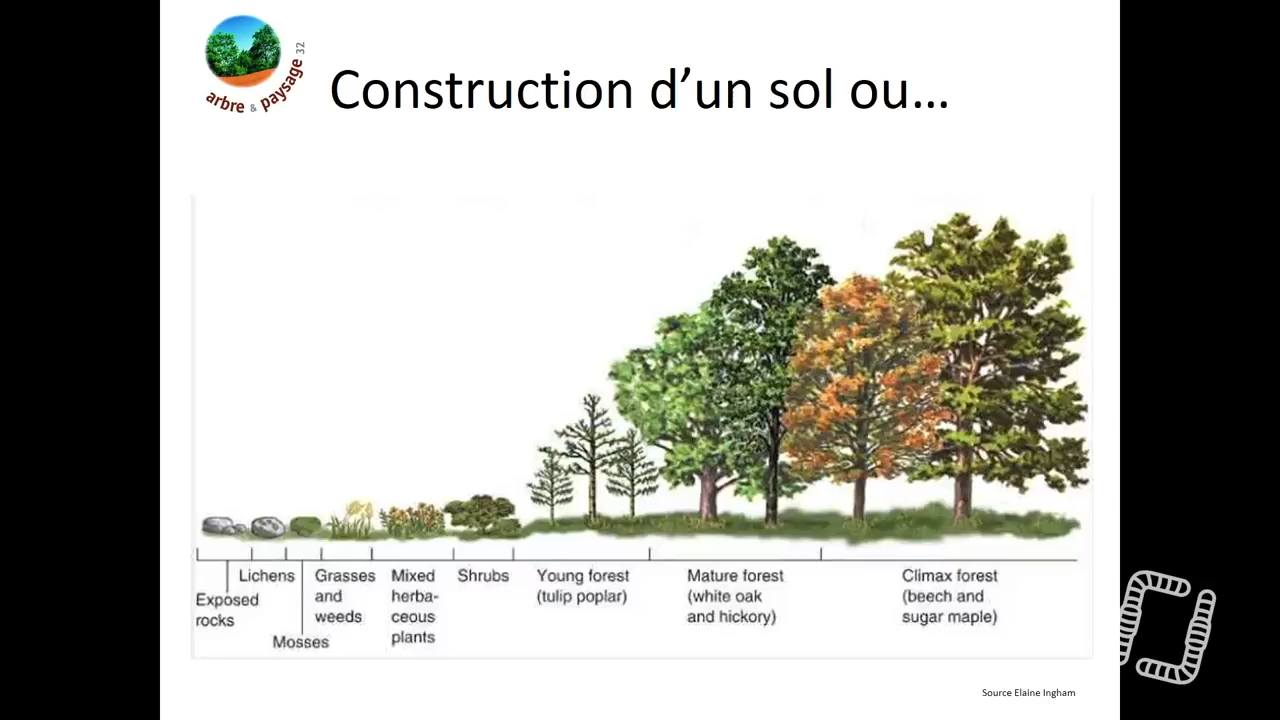 arbre & paysage 32
Construction d’un sol ou…
Exposed
rocks
Lichens
Mosses
Grasses
and
weeds
Mixed
herba-
ceous
plants
Shrubs
Young forest
(tulip poplar)
Mature forest
(white oak
and hickory)
Climax forest
(beech and
sugar maple)
Source Elaine Ingham